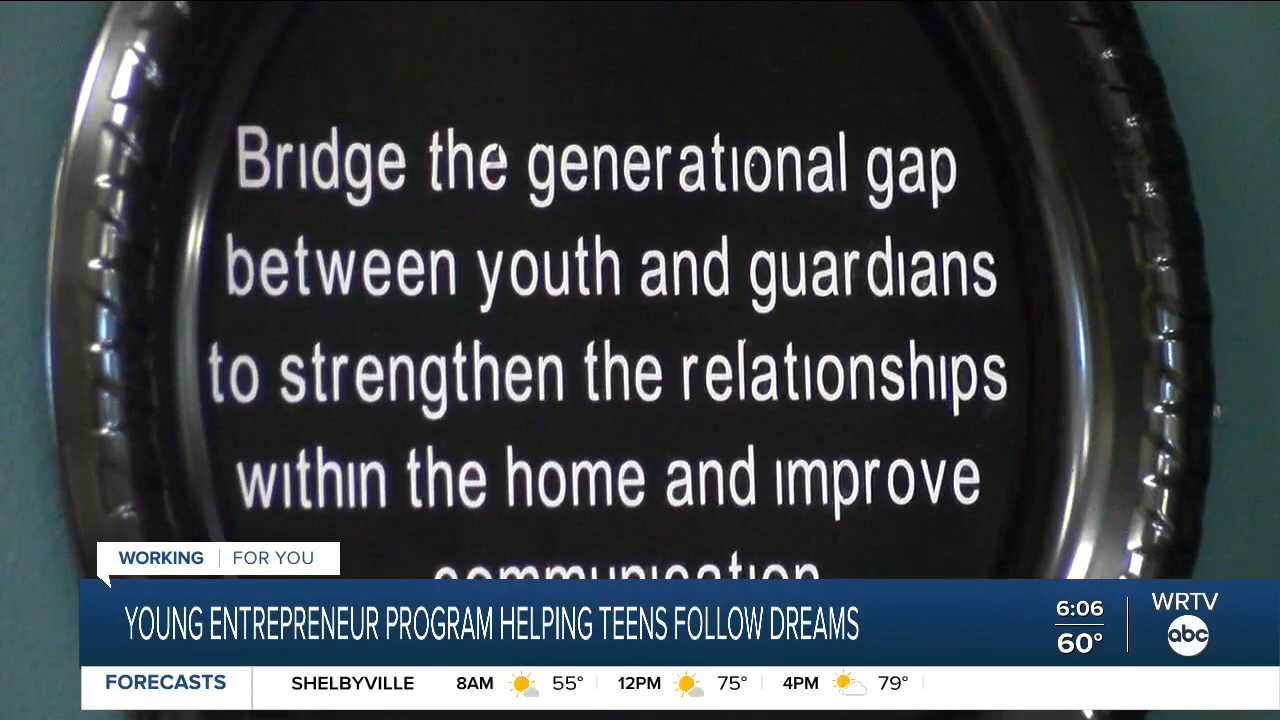 Bridge the generational gap
between youth and guardians
to strengthen the relationships
within the home and improve
communication
WORKING | FOR YOU
YOUNG ENTREPRENEUR PROGRAM HELPING TEENS FOLLOW DREAMS
6:06
60°
WRTV
abc
FORECASTS SHELBYVILLE 8AM 55° 12PM 75° 4PM 79°